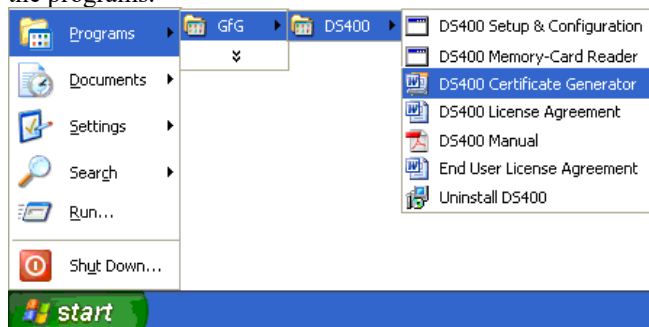 the programs.
Programs
Documents
Settings
Search
Run...
Shut Down...
start
GfG
DS400
DS400 Setup & Configuration
DS400 Memory-Card Reader
DS400 Certificate Generator
DS400 License Agreement
DS400 Manual
End User License Agreement
Uninstall DS400